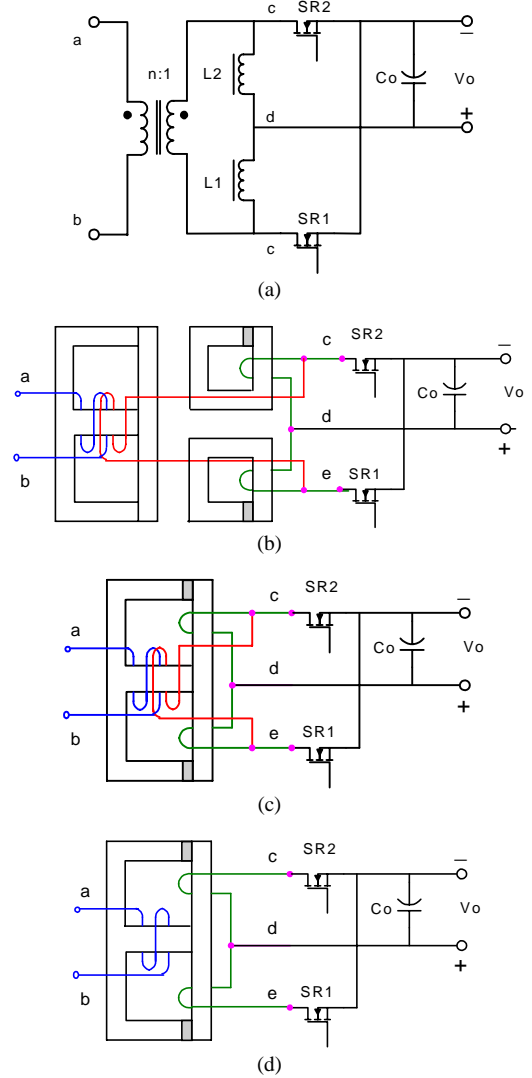 c SR2
a
n:1
L2
Co Vo
−
d
+
L1
b
SR1
c
(a)
c SR2
a
−
Co Vo
d
+
b
e SR1
(b)
SR2
c
−
a
Co Vo
d
+
b
e SR1
(c)
SR2
c
−
a
Co Vo
d
+
b
e SR1
(d)